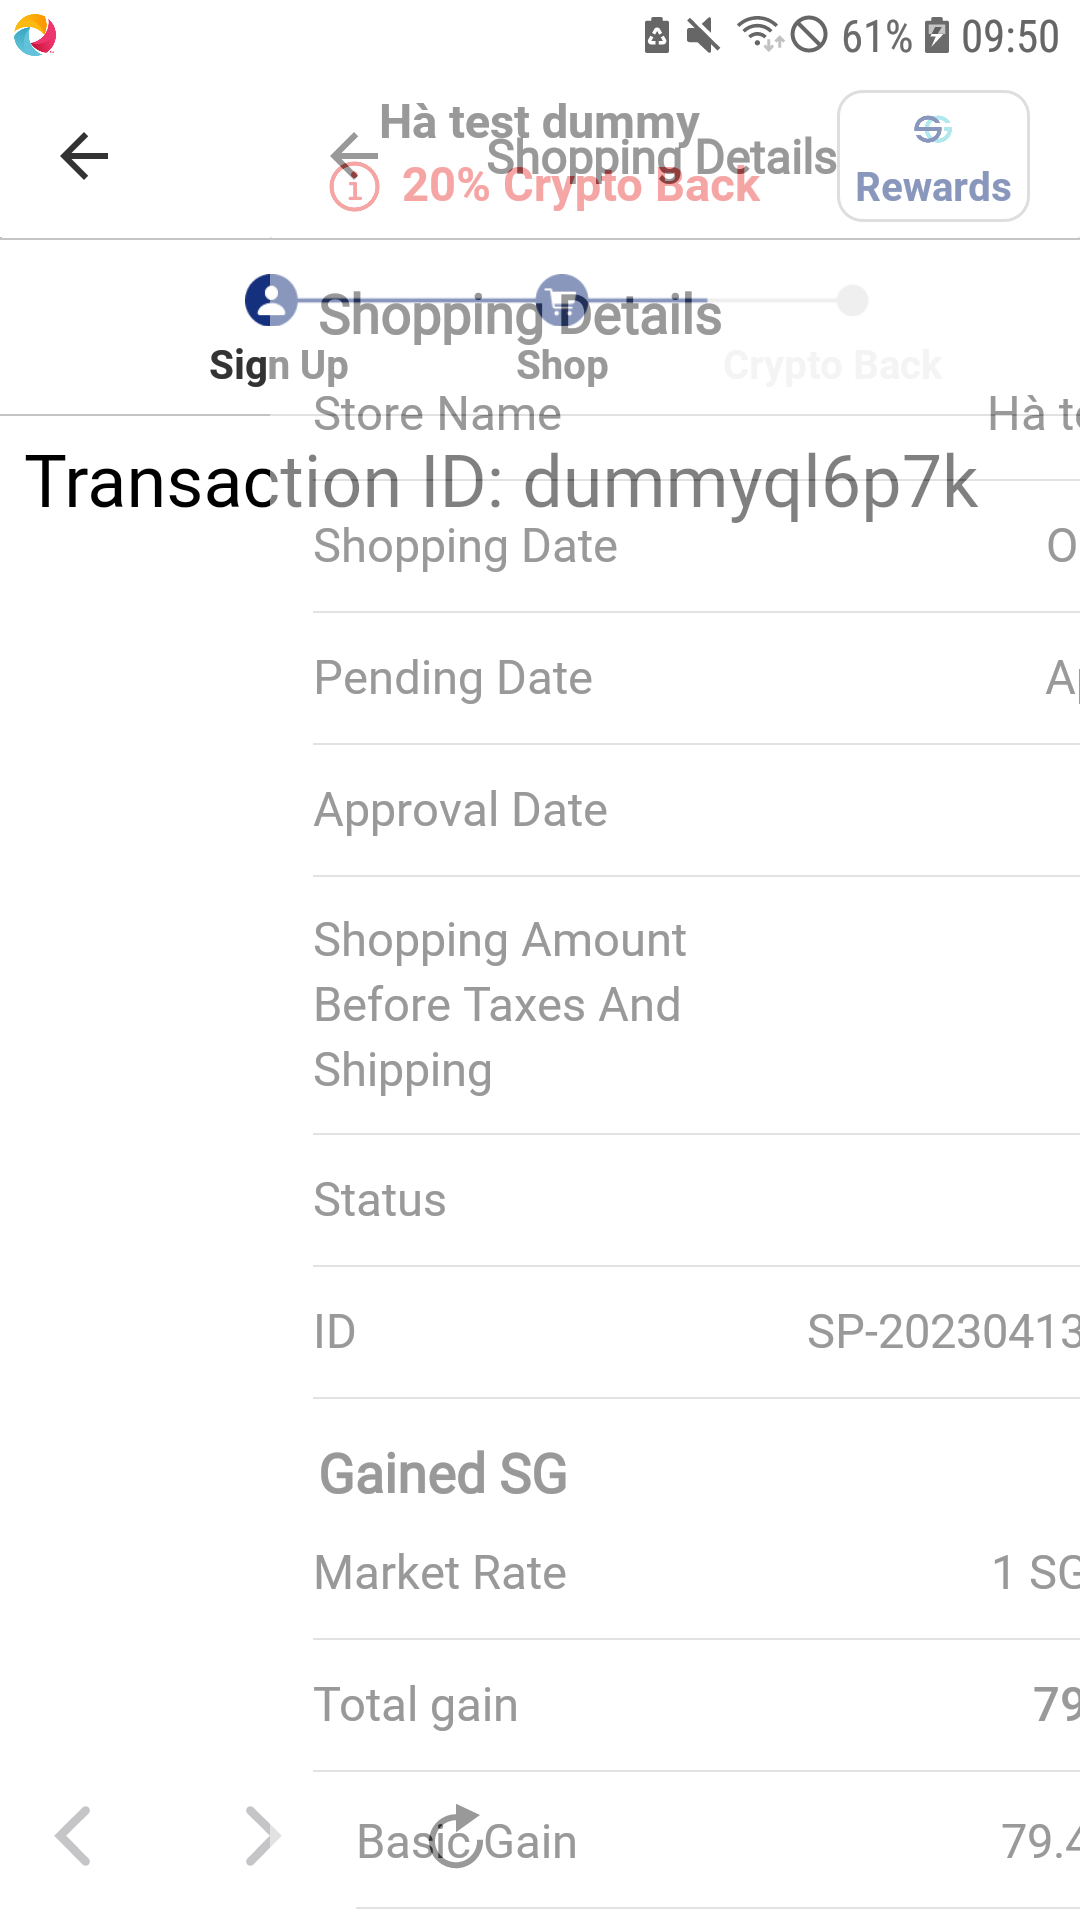 61% 09:50
Hà test dummy
Shopping Details
20% Crypto Back
Rewards
Shopping Details
Sign Up
Shop
Crypto Back
Store Name
Hà t
Transaction ID: dummyql6p7k
Shopping Date
O
Pending Date
A
Approval Date
Shopping Amount
Before Taxes And
Shipping
Status
ID
SP-20230413
Gained SG
Market Rate
1 SG
Total gain
79
Basic Gain
79.4